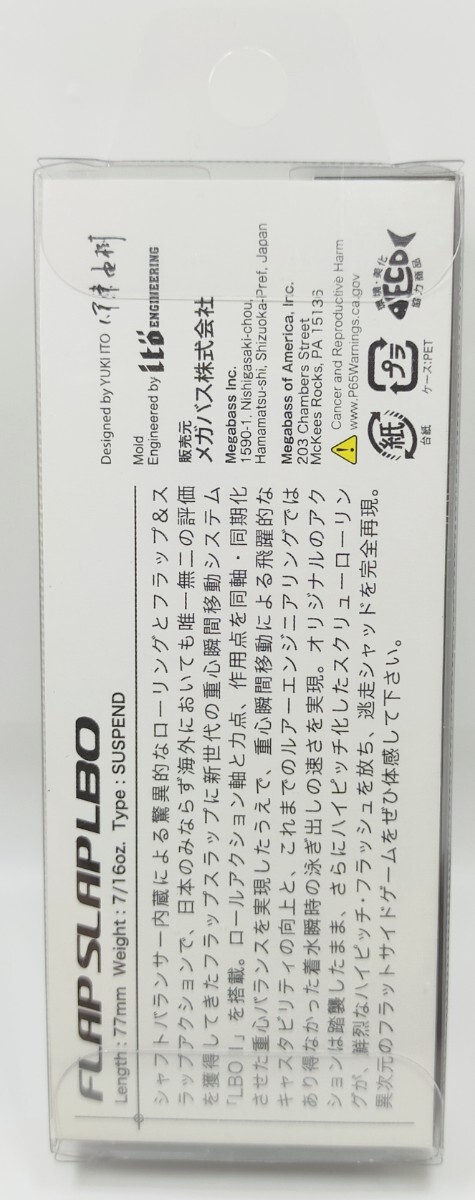 FLAP SLAP LBO
Length : 77mm Weight : 7/16oz. Type : SUSPEND
シャフトバランサー内蔵による驚異的なローリングとフラップ&ス
ラップアクションで、日本のみならず海外においても唯一無二の評価
を獲得してきたフラップスラップに新世代の重心瞬間移動システム
「LBO II」を搭載。ロールアクション軸と力点、作用点を同軸・同期化
させた重心バランスを実現したうえで、重心瞬間移動による飛躍的な
キャスタビリティの向上と、これまでのルアーエンジニアリングでは
あり得なかった着水瞬時の泳ぎ出しの速さを実現。オリジナルのアク
ションは踏襲したまま、さらにハイピッチ化したスクリューローリン
グが、鮮烈なハイピッチ・フラッシュを放ち、逃走シャッドを完全再現。
異次元のフラットサイドゲームをぜひ体感して下さい。
Designed by YUKI ITO 伊東由樹
Mold
Engineered by itö ENGINEERING
販売元
メガバス株式会社
Megabass Inc.
1590-1, Nishigasaki-chou,
Hamamatsu-shi, Shizuoka-Pref, Japan
Megabass of America, Inc.
203 Chambers Street
McKees Rocks, PA 15136
Cancer and Reproductive Harm
www.P65Warnings.ca.gov
紙
台紙
プラ
ケース:PET
環境・美化
ECO
協力商品